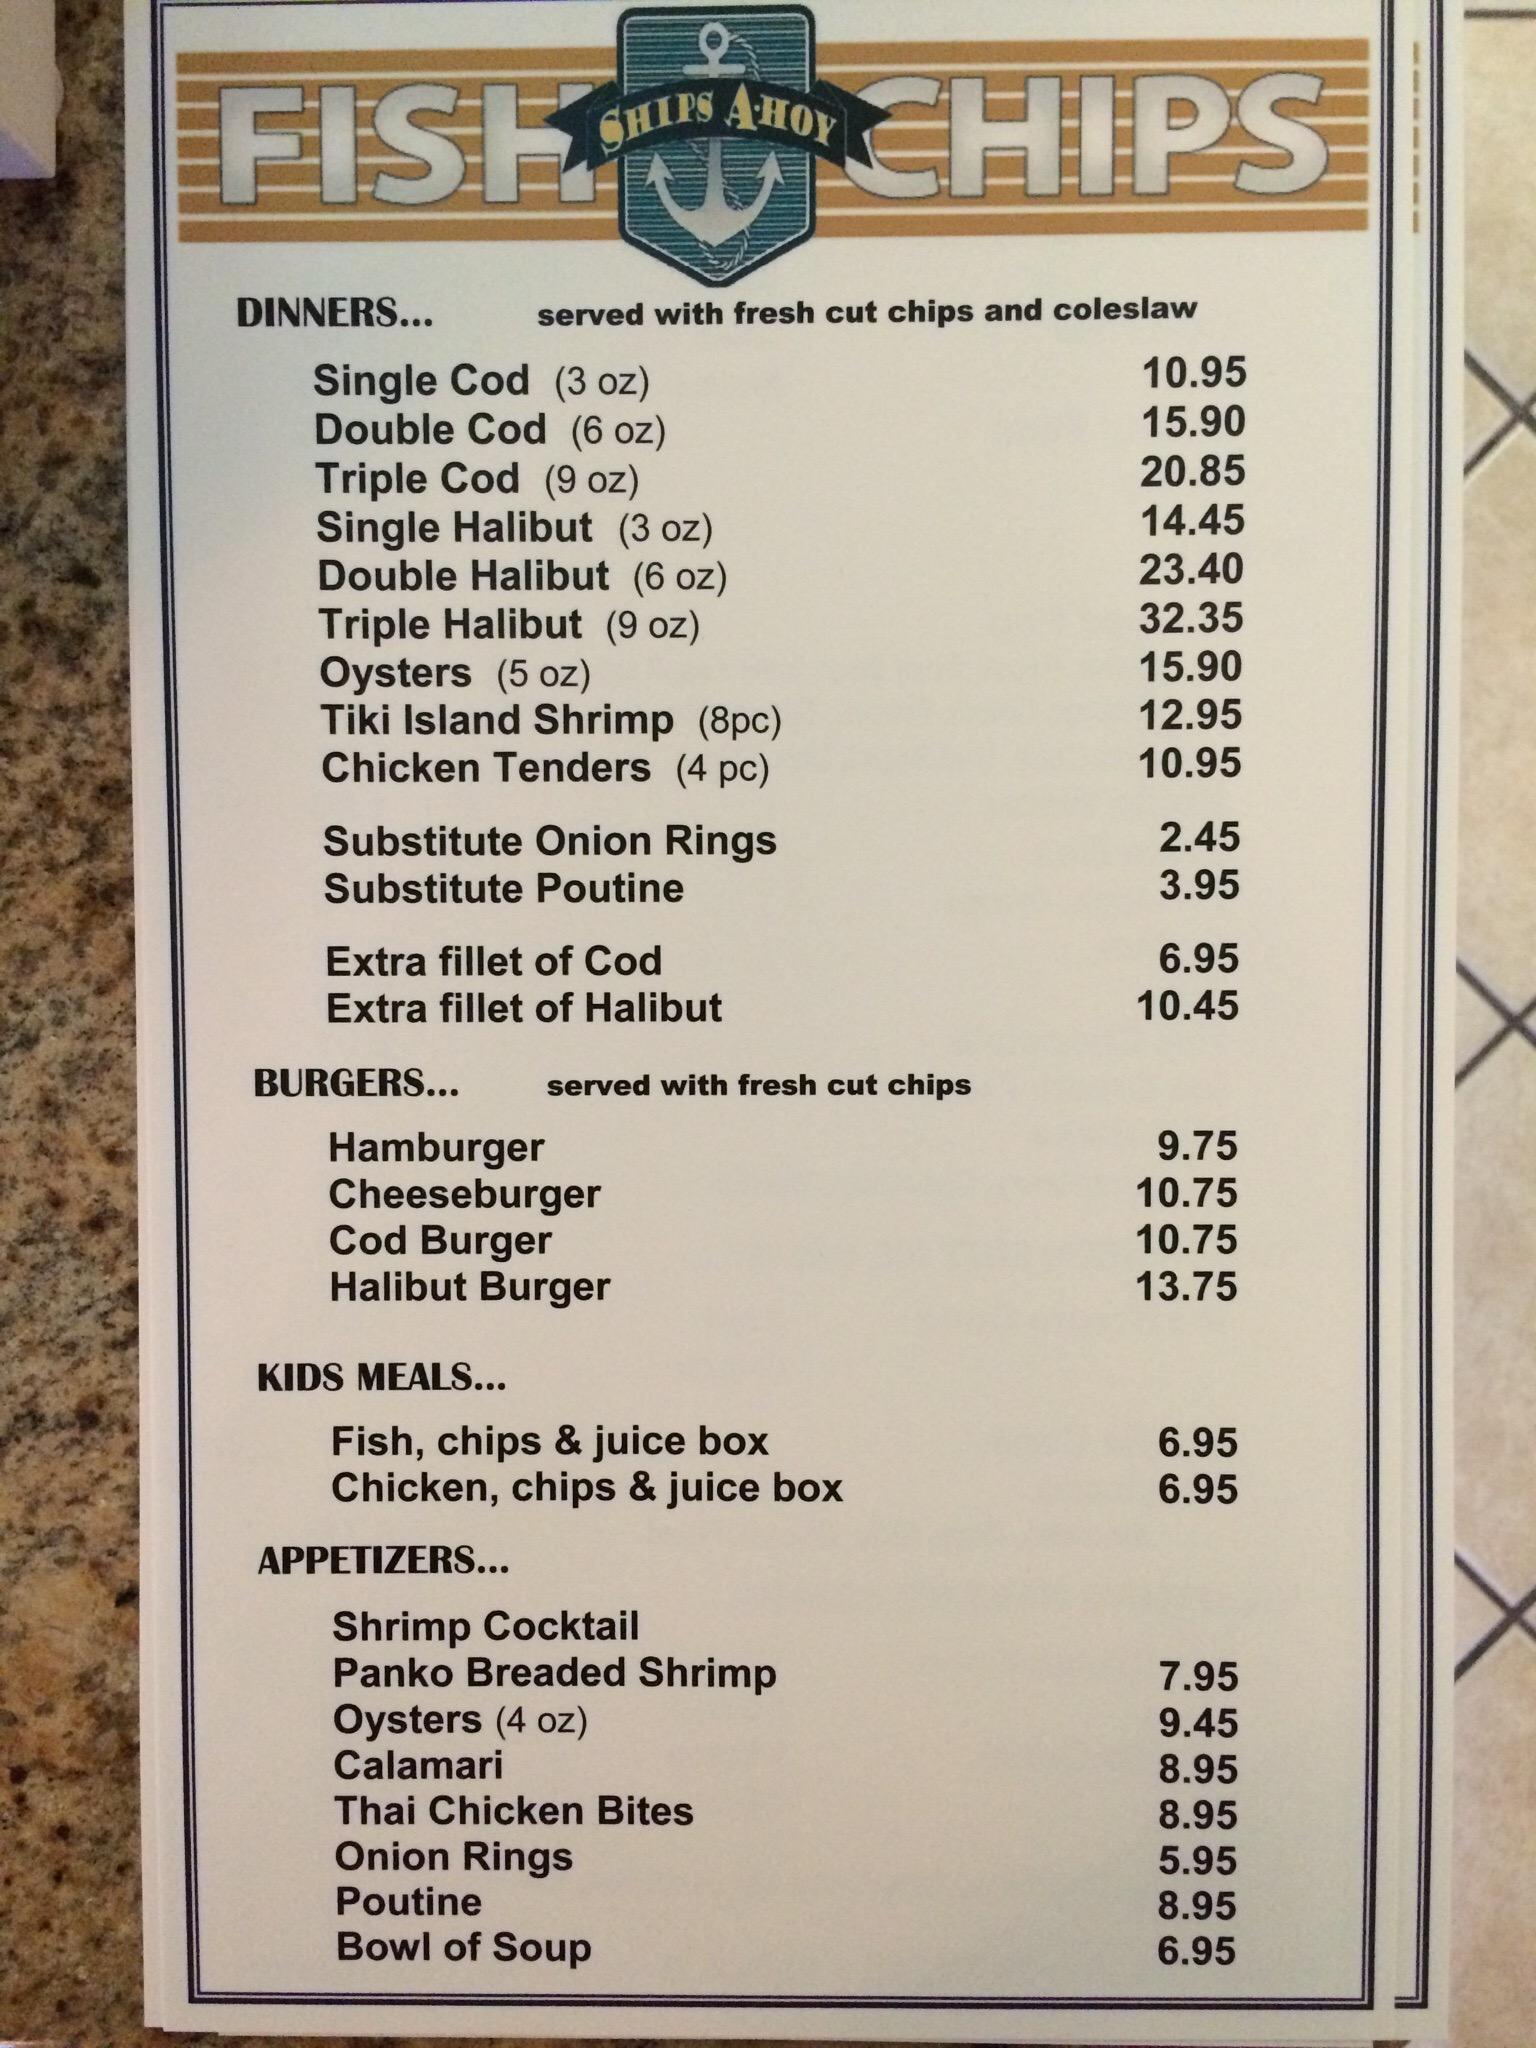 FISH SHIPS A-HOY CHIPS
DINNERS... served with fresh cut chips and coleslaw
Single Cod (3 oz) 10.95
Double Cod (6 oz) 15.90
Triple Cod (9 oz) 20.85
Single Halibut (3 oz) 14.45
Double Halibut (6 oz) 23.40
Triple Halibut (9 oz) 32.35
Oysters (5 oz) 15.90
Tiki Island Shrimp (8pc) 12.95
Chicken Tenders (4 pc) 10.95
Substitute Onion Rings 2.45
Substitute Poutine 3.95
Extra fillet of Cod 6.95
Extra fillet of Halibut 10.45
BURGERS... served with fresh cut chips
Hamburger 9.75
Cheeseburger 10.75
Cod Burger 10.75
Halibut Burger 13.75
KIDS MEALS...
Fish, chips & juice box 6.95
Chicken, chips & juice box 6.95
APPETIZERS...
Shrimp Cocktail
Panko Breaded Shrimp 7.95
Oysters (4 oz) 9.45
Calamari 8.95
Thai Chicken Bites 8.95
Onion Rings 5.95
Poutine 8.95
Bowl of Soup 6.95